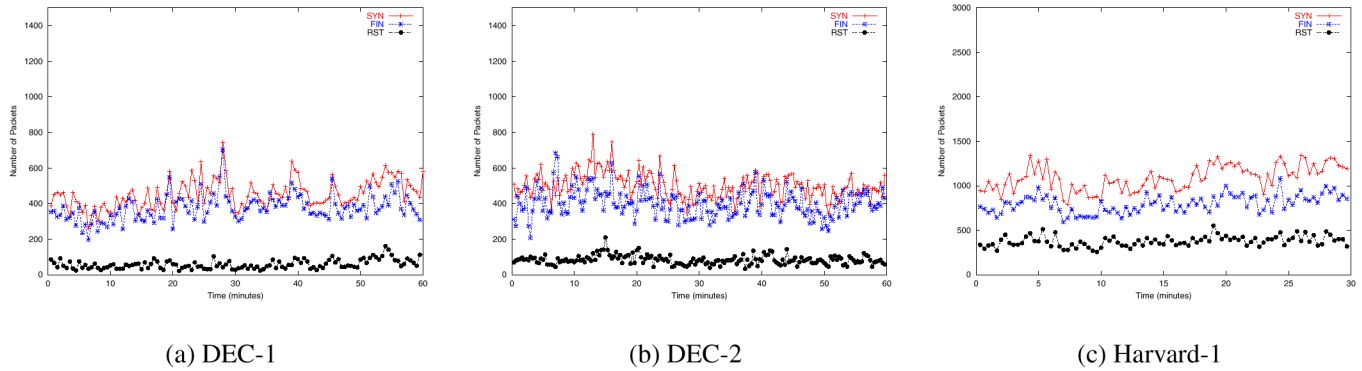 1400
1200
1000
800
600
400
200
0
0 10 20 30 40 50 60
Number of Packets
Time (minutes)
SYN
FIN
RST
(a) DEC-1
1400
1200
1000
800
600
400
200
0
0 10 20 30 40 50 60
Number of Packets
Time (minutes)
SYN
FIN
RST
(b) DEC-2
3000
2500
2000
1500
1000
500
0
0 5 10 15 20 25 30
Number of Packets
Time (minutes)
SYN
FIN
RST
(c) Harvard-1